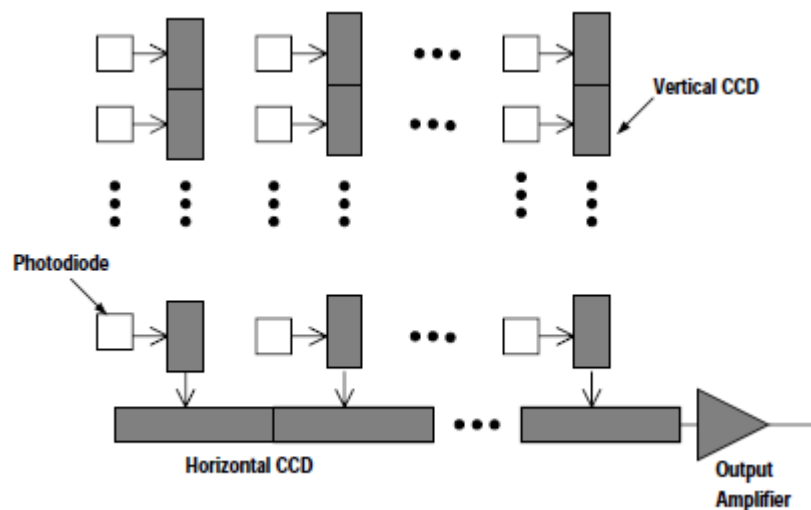 Vertical CCD
Photodiode
Horizontal CCD
Output
Amplifier